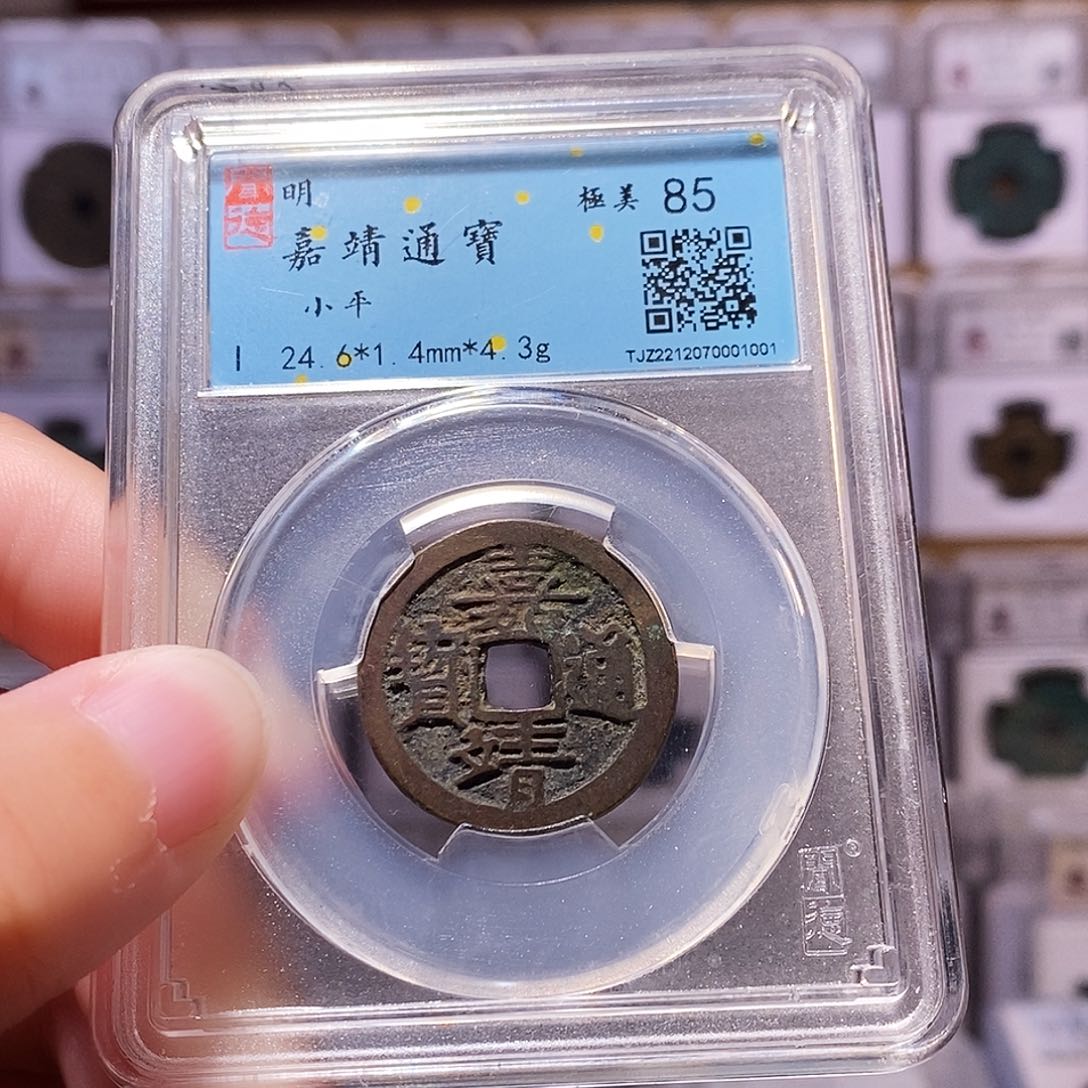 明
極美 85
嘉靖通寶
小平
24.6*1.4mm*4.3g
TJZ2212070001001
嘉
靖
通
寶